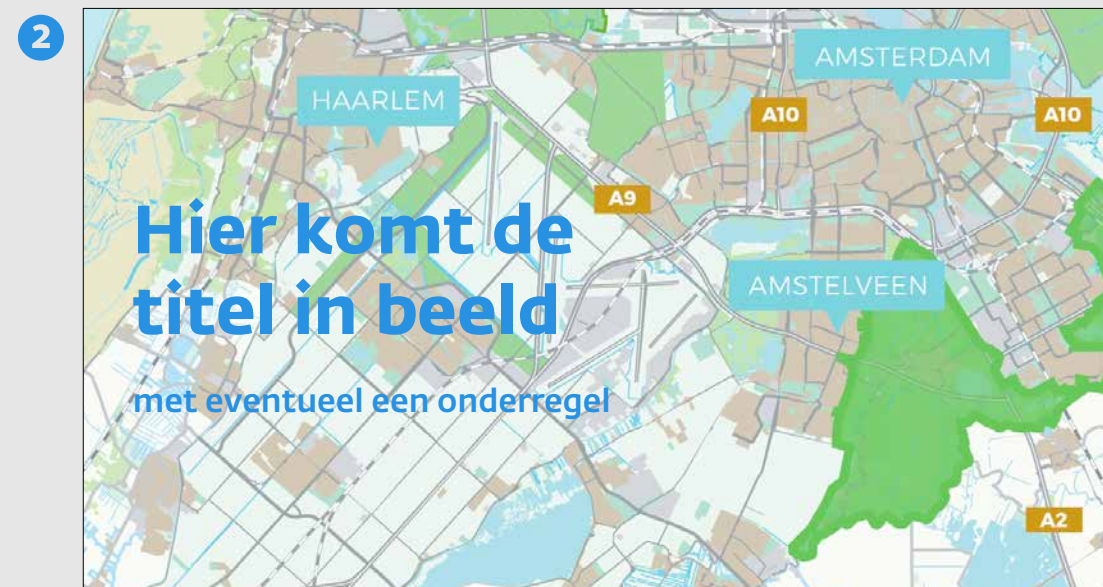 2
HAARLEM
AMSTERDAM
A10
A10
A9
Hier komt de
titel in beeld
AMSTELVEEN
met eventueel een onderregel
A2